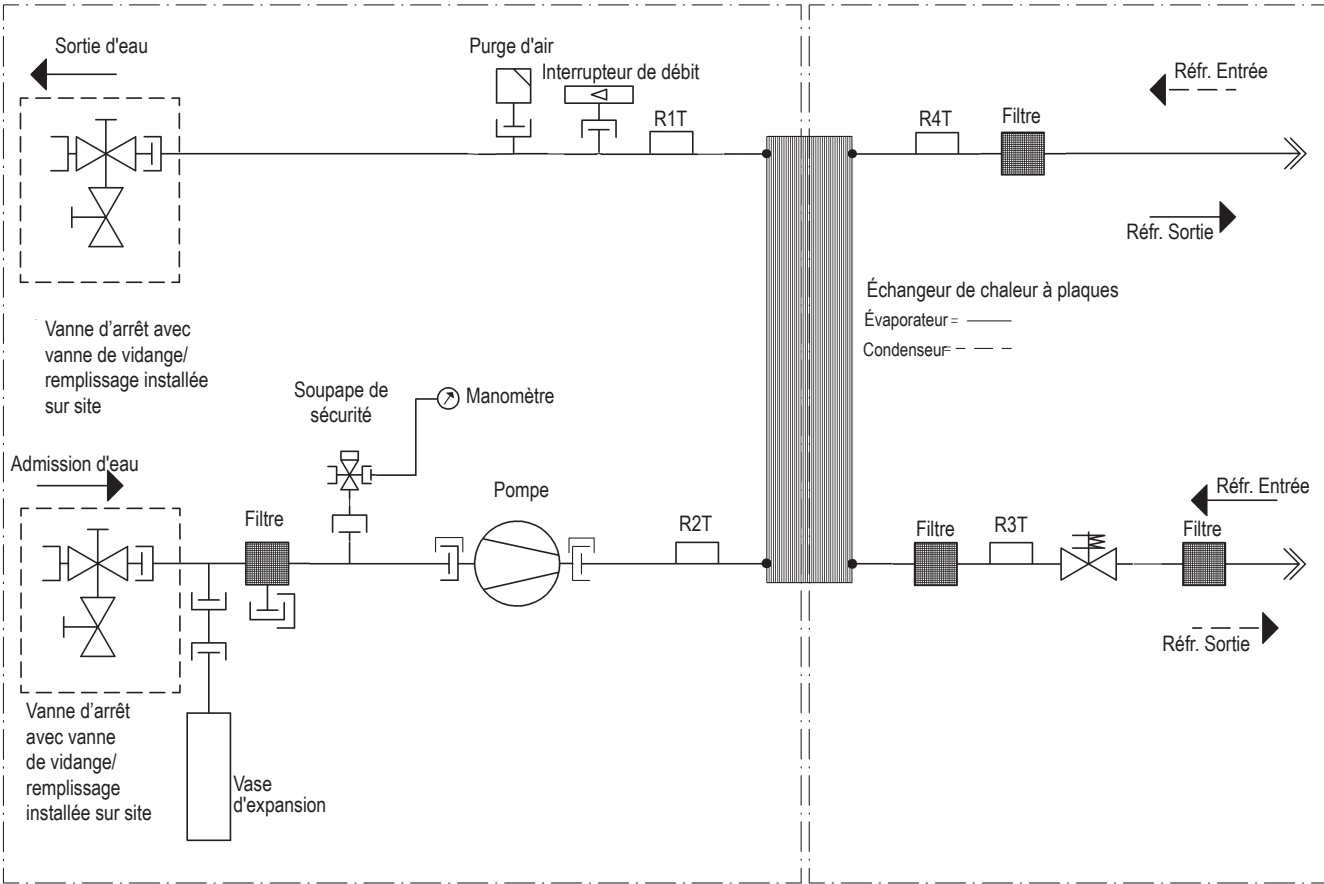 Sortie d'eau
Purge d'air
Interrupteur de débit
R1T
R4T
Filtre
Réfr. Entrée
Réfr. Sortie
Échangeur de chaleur à plaques
Évaporateur =
Condenseur=
Vanne d'arrêt avec
vanne de vidange/
remplissage installée
sur site
Soupape de
sécurité
Manomètre
Admission d'eau
Filtre
Pompe
R2T
Filtre
R3T
Filtre
Réfr. Entrée
Réfr. Sortie
Vanne d'arrêt
avec vanne
de vidange/
remplissage
installée sur site
Vase
d'expansion